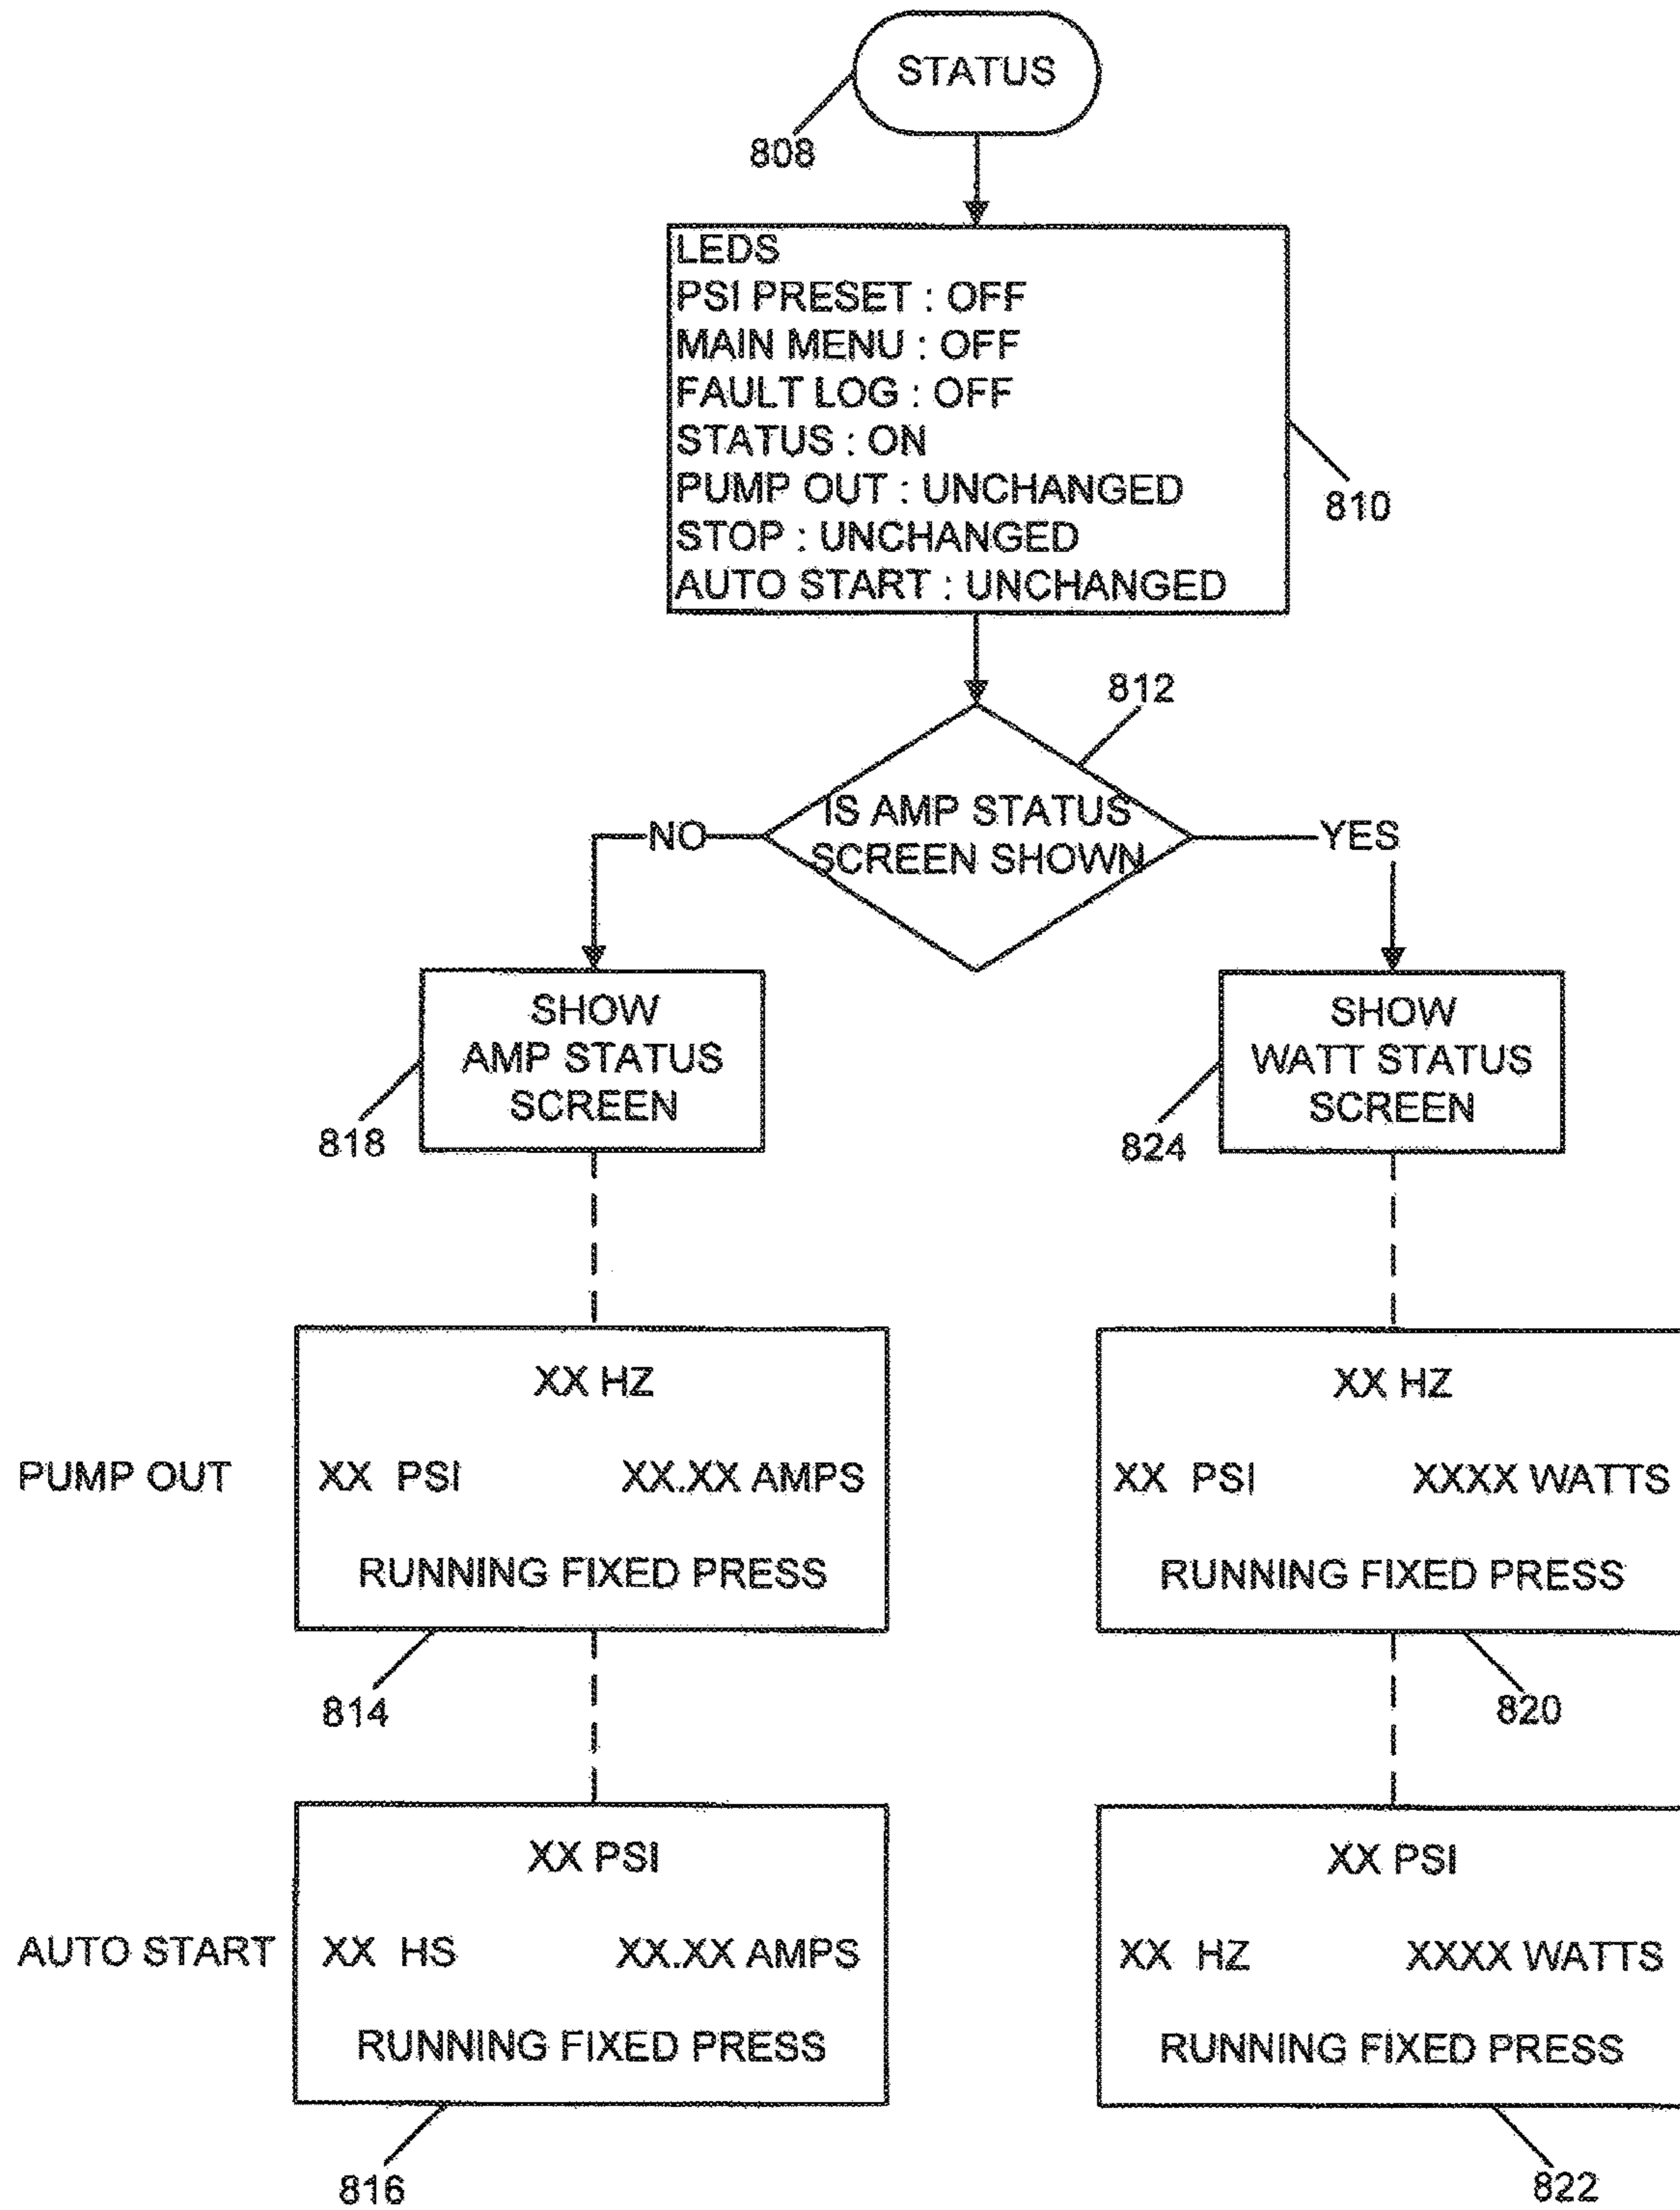 STATUS
808
LEDS
PSI PRESET : OFF
MAIN MENU : OFF
FAULT LOG : OFF
STATUS : ON
PUMP OUT : UNCHANGED
STOP : UNCHANGED
AUTO START : UNCHANGED
810
812
IS AMP STATUS
SCREEN SHOWN
NO
YES
SHOW
AMP STATUS
SCREEN
818
SHOW
WATT STATUS
SCREEN
824
PUMP OUT
XX HZ
XX PSI XX.XX AMPS
RUNNING FIXED PRESS
814
XX HZ
XX PSI XXXX WATTS
RUNNING FIXED PRESS
820
AUTO START
XX PSI
XX HS XX.XX AMPS
RUNNING FIXED PRESS
816
XX PSI
XX HZ XXXX WATTS
RUNNING FIXED PRESS
822